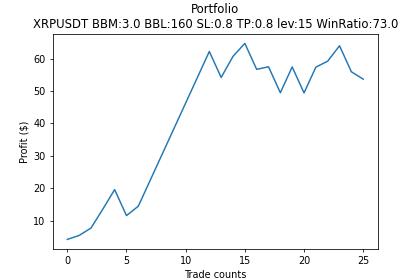 Portfolio
XRPUSDT BBM:3.0 BBL:160 SL:0.8 TP:0.8 lev:15 WinRatio:73.0
60
50
40
30
20
10
Profit ($)
0 5 10 15 20 25
Trade counts